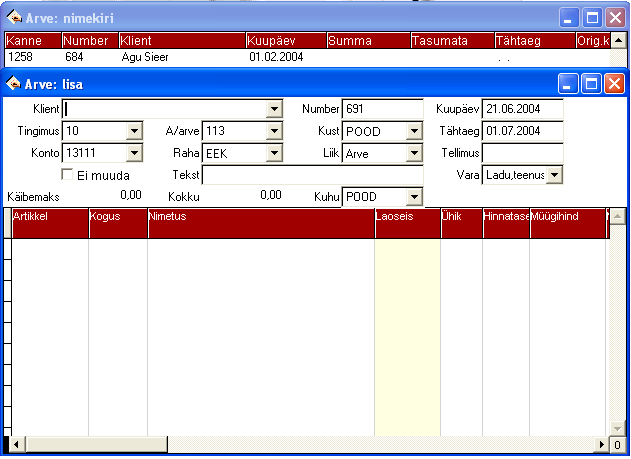 Arve: nimekiri
Kanne Number Klient Kuupäev Summa Tasumata Tähtaeg Orig.k
1258 684 Agu Sieer 01.02.2004 . .
Arve: lisa
Klient Number 691 Kuupäev 21.06.2004
Tingimus 10 A/arve 113 Kust POOD Tähtaeg 01.07.2004
Konto 13111 Raha EEK Liik Arve Tellimus
Ei muuda Tekst Vara Ladu,teenus
Käibemaks 0,00 Kokku 0,00 Kuhu POOD
Artikkel Kogus Nimetus Laoseis Ühik Hinnatase Müügihind
0